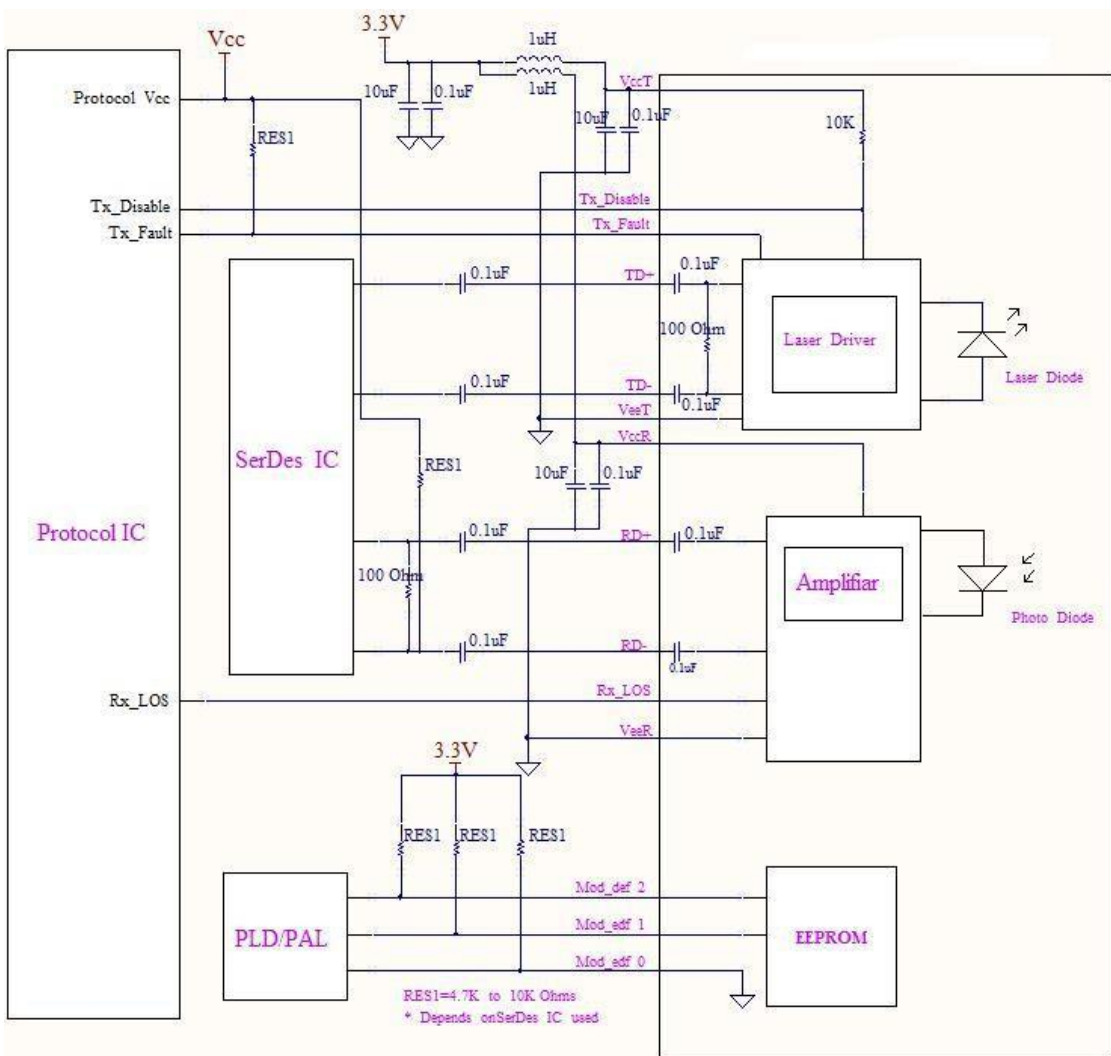 3.3V
1uH
Vcc
1uH
VccT
Protocol Vcc
10uF
0.1uF
10uF
0.1uF
10K
RES1
Tx_Disable
Tx_Disable
Tx_Fault
Tx_Fault
0.1uF
TD+
0.1uF
100 Ohm
Laser Driver
Laser Diode
0.1uF
TD-
0.1uF
VeeT
VccR
SerDes IC
RES1
10uF
0.1uF
Protocol IC
0.1uF
RD+
0.1uF
100 Ohm
Amplifiar
Photo Diode
0.1uF
RD-
0.1uF
Rx_LOS
Rx_LOS
VeeR
3.3V
RES1
RES1
RES1
Mod_def 2
PLD/PAL
Mod_edf 1
EEPROM
Mod_edf 0
RES1=4.7K to 10K Ohms
* Depends onSerDes IC used